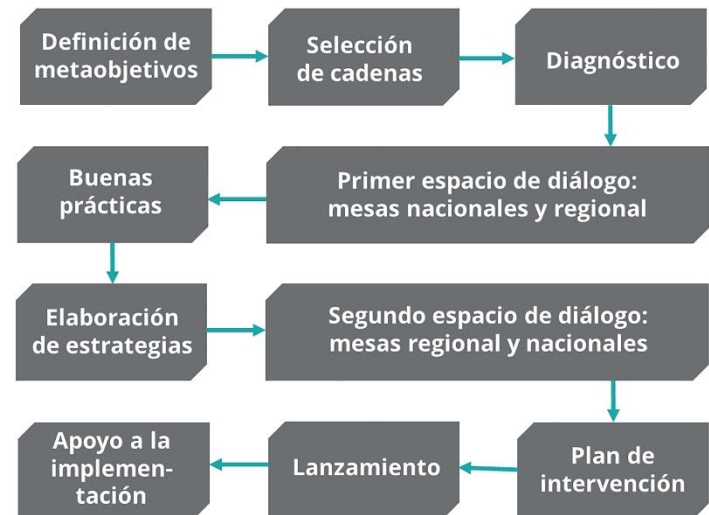 Definición de
metaobjetivos
Selección
de cadenas
Diagnóstico
Primer espacio de diálogo:
mesas nacionales y regional
Buenas
prácticas
Elaboración
de estrategias
Segundo espacio de diálogo:
mesas regional y nacionales
Plan de
intervención
Lanzamiento
Apoyo a la
implemen-
tación